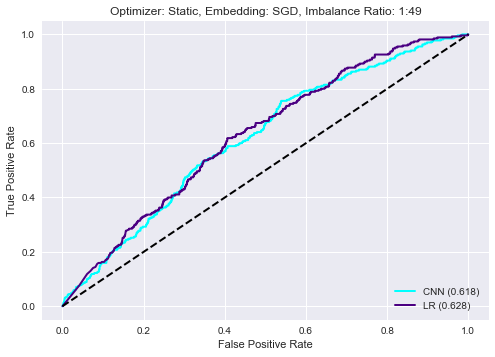 Optimizer: Static, Embedding: SGD, Imbalance Ratio: 1:49
True Positive Rate
1.0
0.8
0.6
0.4
0.2
0.0
CNN (0.618)
LR (0.628)
0.0 0.2 0.4 0.6 0.8 1.0
False Positive Rate